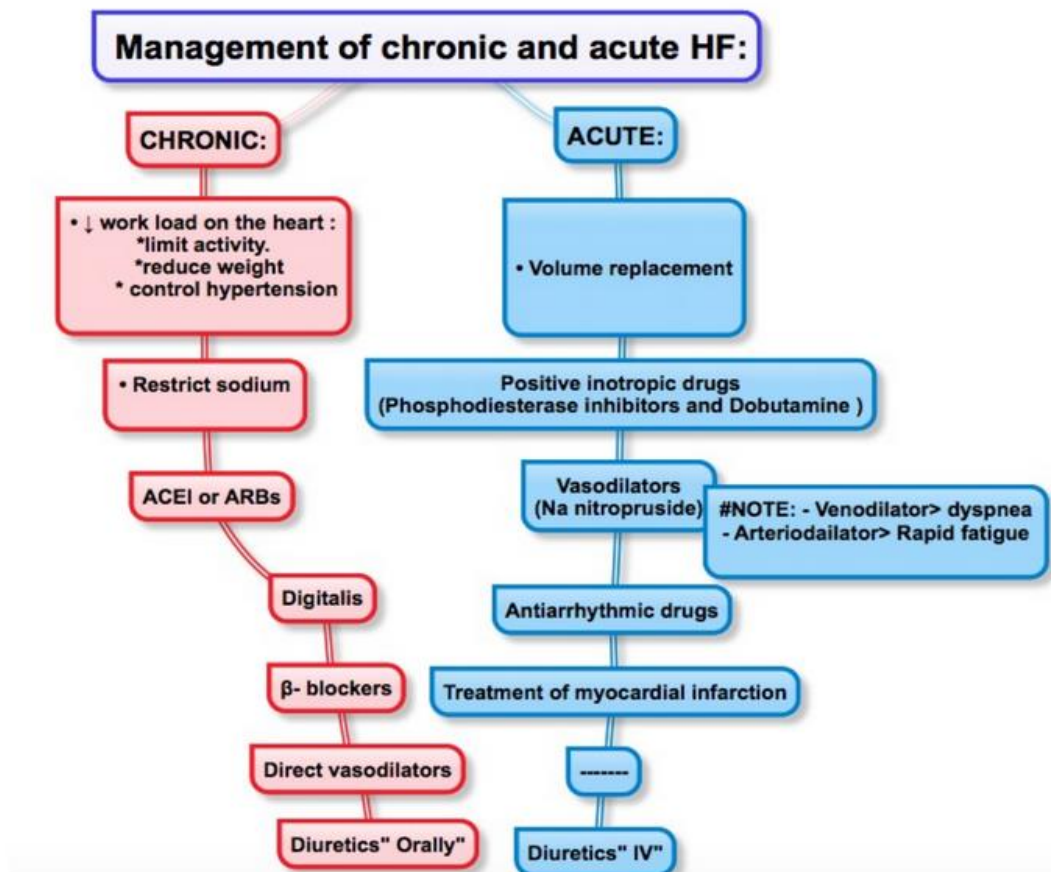 Management of chronic and acute HF:
CHRONIC:
• ↓ work load on the heart :
*limit activity.
*reduce weight
* control hypertension
• Restrict sodium
ACEI or ARBs
Digitalis
β- blockers
Direct vasodilators
Diuretics" Orally"
ACUTE:
• Volume replacement
Positive inotropic drugs
(Phosphodiesterase inhibitors and Dobutamine )
Vasodilators
(Na nitropruside)
#NOTE: - Venodilator> dyspnea
- Arteriodailator> Rapid fatigue
Antiarrhythmic drugs
Treatment of myocardial infarction
-------
Diuretics" IV"